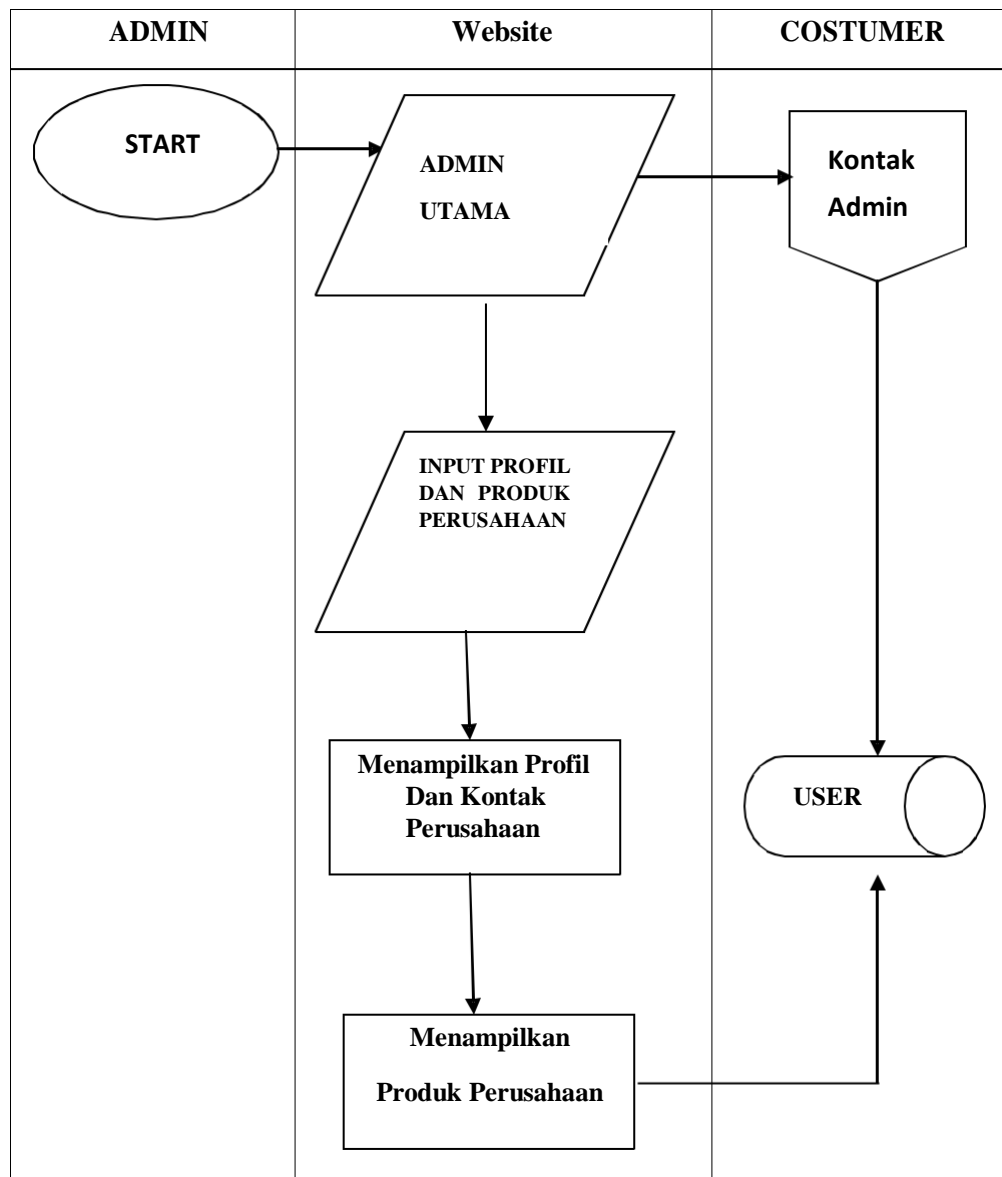 ADMIN
Website
COSTUMER
START
ADMIN
UTAMA
Kontak
Admin
INPUT PROFIL
DAN PRODUK
PERUSAHAAN
Menampilkan Profil
Dan Kontak
Perusahaan
USER
Menampilkan
Produk Perusahaan